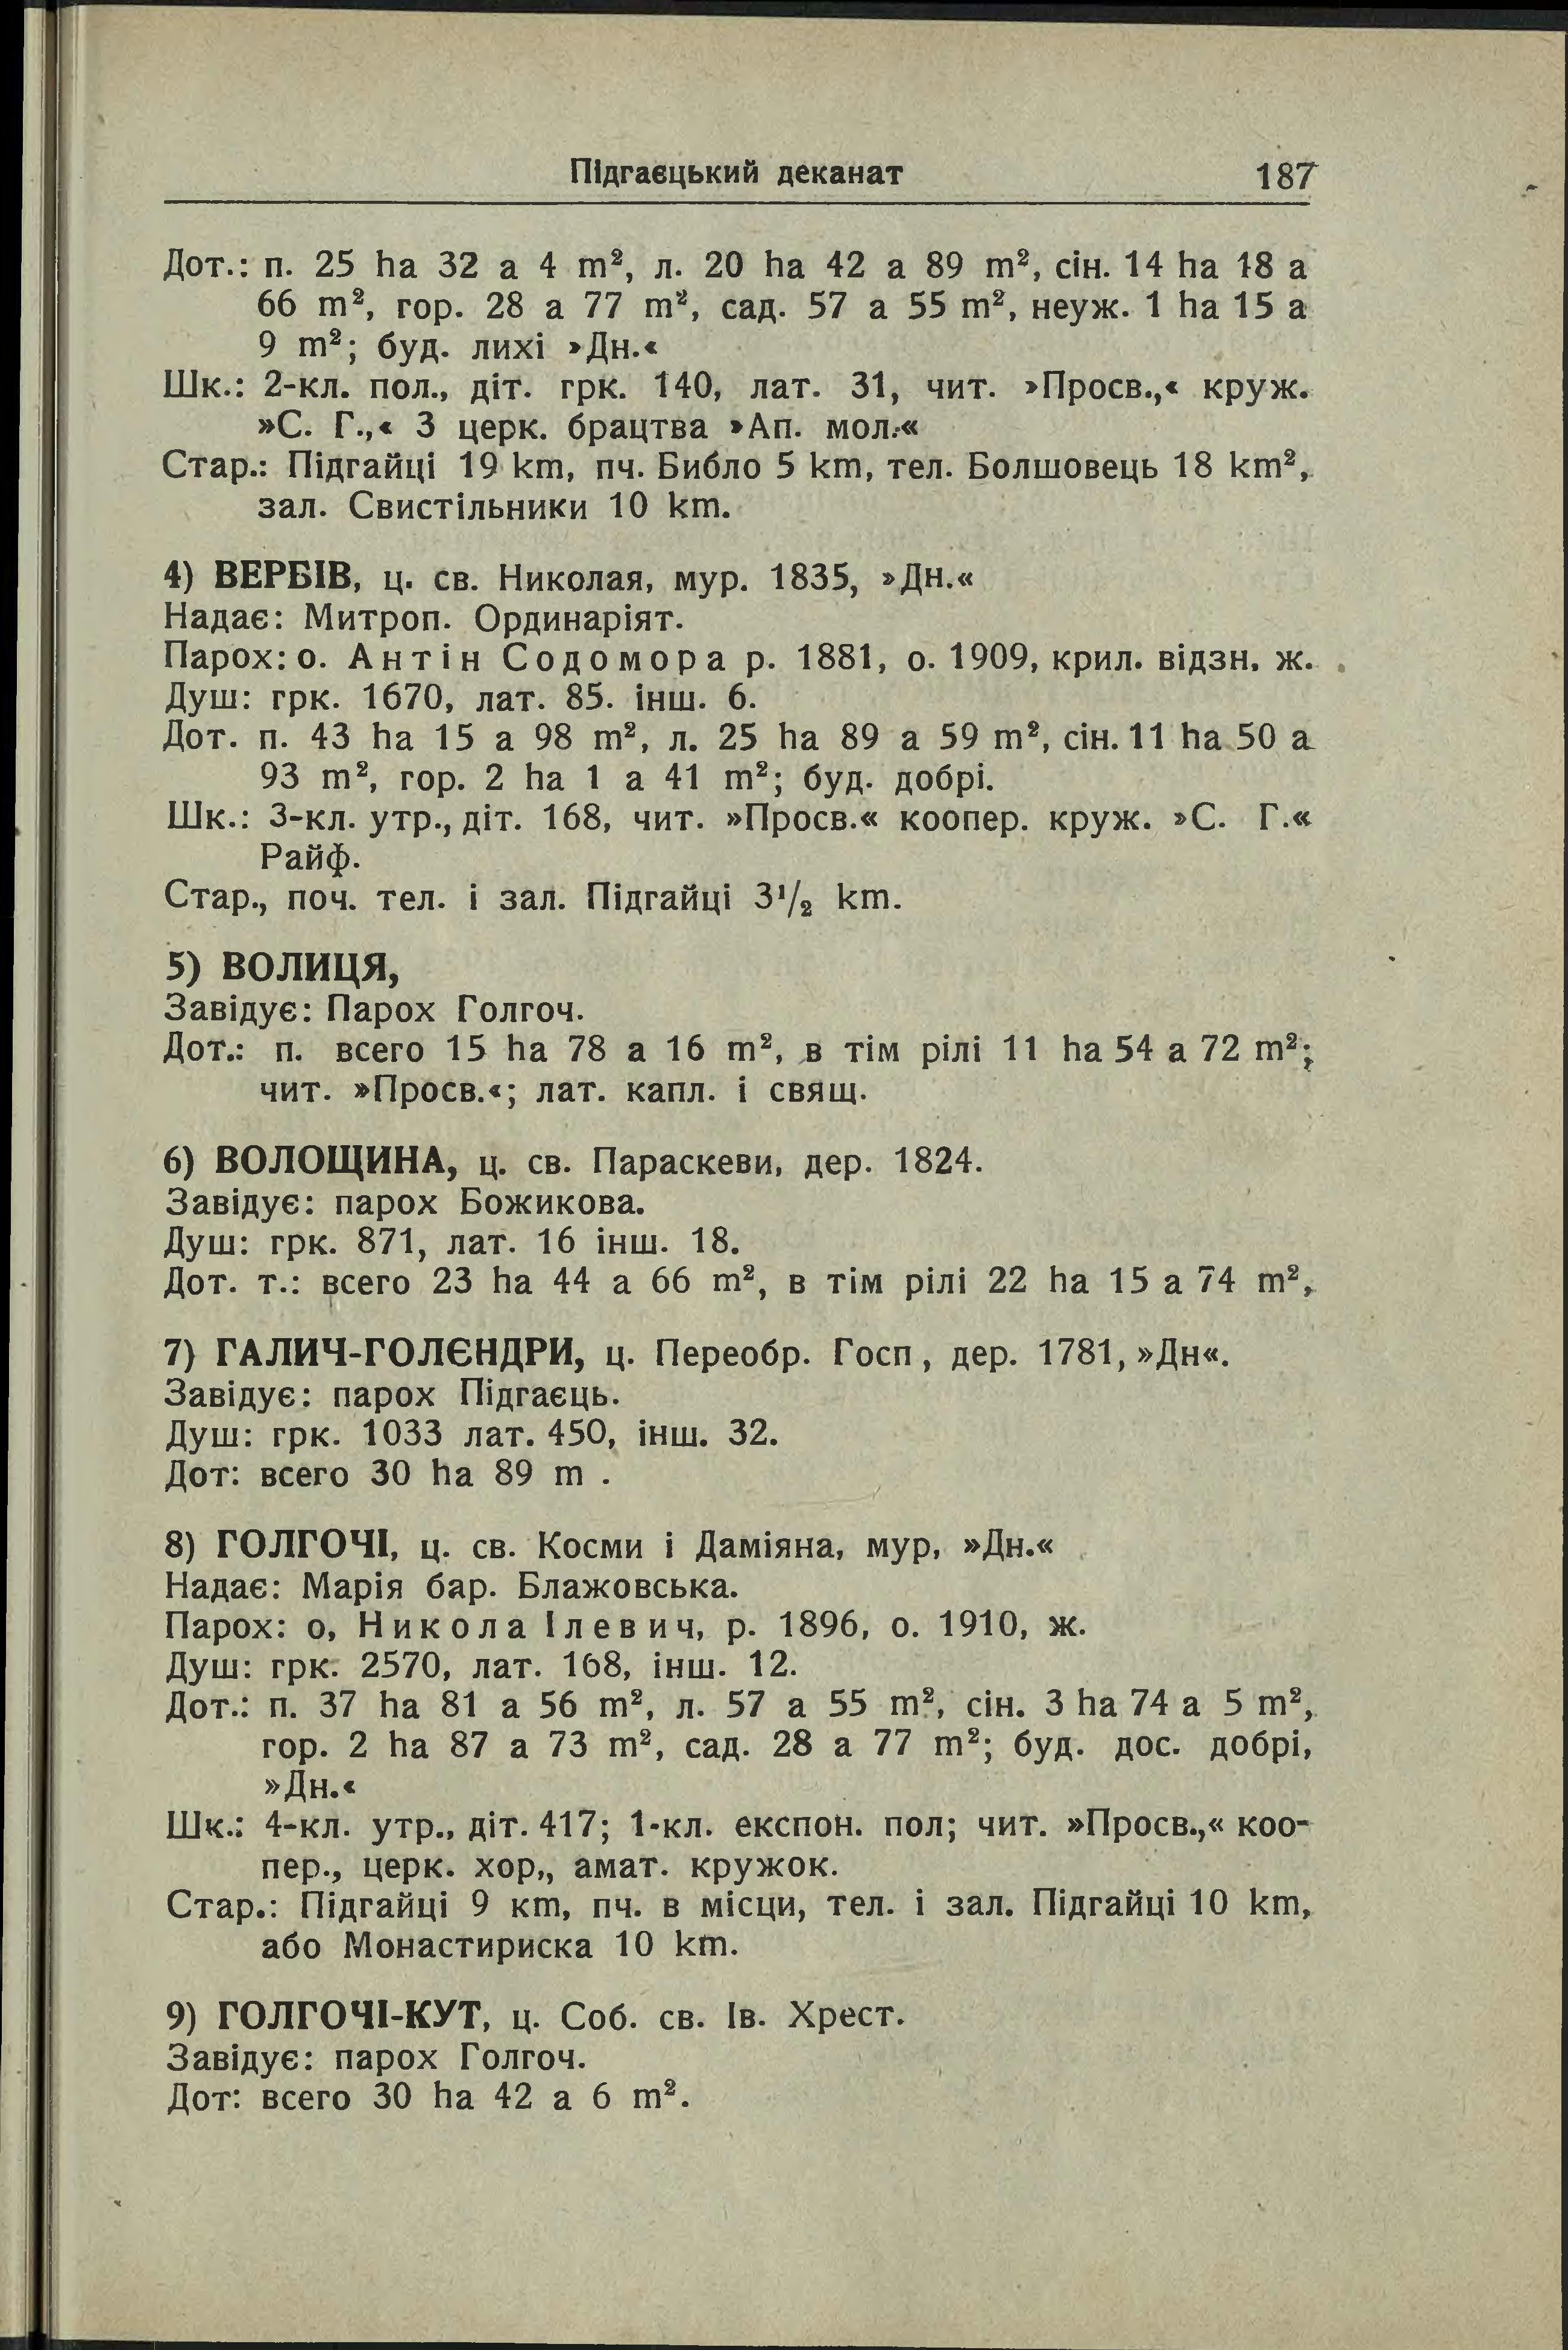 Підгаєцький деканат 187
Дот.: п. 25 ha 32 a 4 m², л. 20 ha 42 a 89 m², сін. 14 ha 18 a
66 m², гор. 28 a 77 m², сад. 57 a 55 m², неуж. 1 ha 15 a
9 m²; буд. лихі »Дн.«
Шк.: 2-кл. пол., діт. грк. 140, лат. 31, чит. »Просв.,« круж.
»С. Г.,« 3 церк. брацтва »Ап. мол.«
Стар.: Підгайці 19 km, пч. Библо 5 km, тел. Болшовець 18 km²,
зал. Свистільники 10 km.
4) ВЕРБІВ, ц. св. Николая, мур. 1835, »Дн.«
Надає: Митроп. Ординаріят.
Парох: о. Антін Содомора р. 1881, о. 1909, крил. відзн. ж.
Душ: грк. 1670, лат. 85. інш. 6.
Дот. п. 43 ha 15 a 98 m², л. 25 ha 89 a 59 m², сін. 11 ha 50 a
93 m², гор. 2 ha 1 a 41 m²; буд. добрі.
Шк.: 3-кл. утр., діт. 168, чит. »Просв.« коопер. круж. »С. Г.«
Райф.
Стар., поч. тел. і зал. Підгайці 3¹/₂ km.
5) ВОЛИЦЯ,
Завідує: Парох Голгоч.
Дот.: п. всего 15 ha 78 a 16 m², в тім рілі 11 ha 54 a 72 m²;
чит. »Просв.«; лат. капл. і свящ.
6) ВОЛОЩИНА, ц. св. Параскеви, дер. 1824.
Завідує: парох Божикова.
Душ: грк. 871, лат. 16 інш. 18.
Дот. т.: всего 23 ha 44 a 66 m², в тім рілі 22 ha 15 a 74 m²,
7) ГАЛИЧ-ГОЛЄНДРИ, ц. Переобр. Госп, дер. 1781, »Дн«.
Завідує: парох Підгаєць.
Душ: грк. 1033 лат. 450, інш. 32.
Дот: всего 30 ha 89 m .
8) ГОЛГОЧІ, ц. св. Косми і Даміяна, мур, »Дн.«
Надає: Марія бар. Блажовська.
Парох: о, Никола Ілевич, р. 1896, о. 1910, ж.
Душ: грк. 2570, лат. 168, інш. 12.
Дот.: п. 37 ha 81 a 56 m², л. 57 a 55 m², сін. 3 ha 74 a 5 m²,
гор. 2 ha 87 a 73 m², сад. 28 a 77 m²; буд. дос. добрі,
»Дн.«
Шк.: 4-кл. утр., діт. 417; 1-кл. експон. пол; чит. »Просв.,« коо-
пер., церк. хор,, амат. кружок.
Стар.: Підгайці 9 кm, пч. в місци, тел. і зал. Підгайці 10 km,
або Монастириска 10 km.
9) ГОЛГОЧІ-КУТ, ц. Соб. св. Ів. Хрест.
Завідує: парох Голгоч.
Дот: всего 30 ha 42 a 6 m².